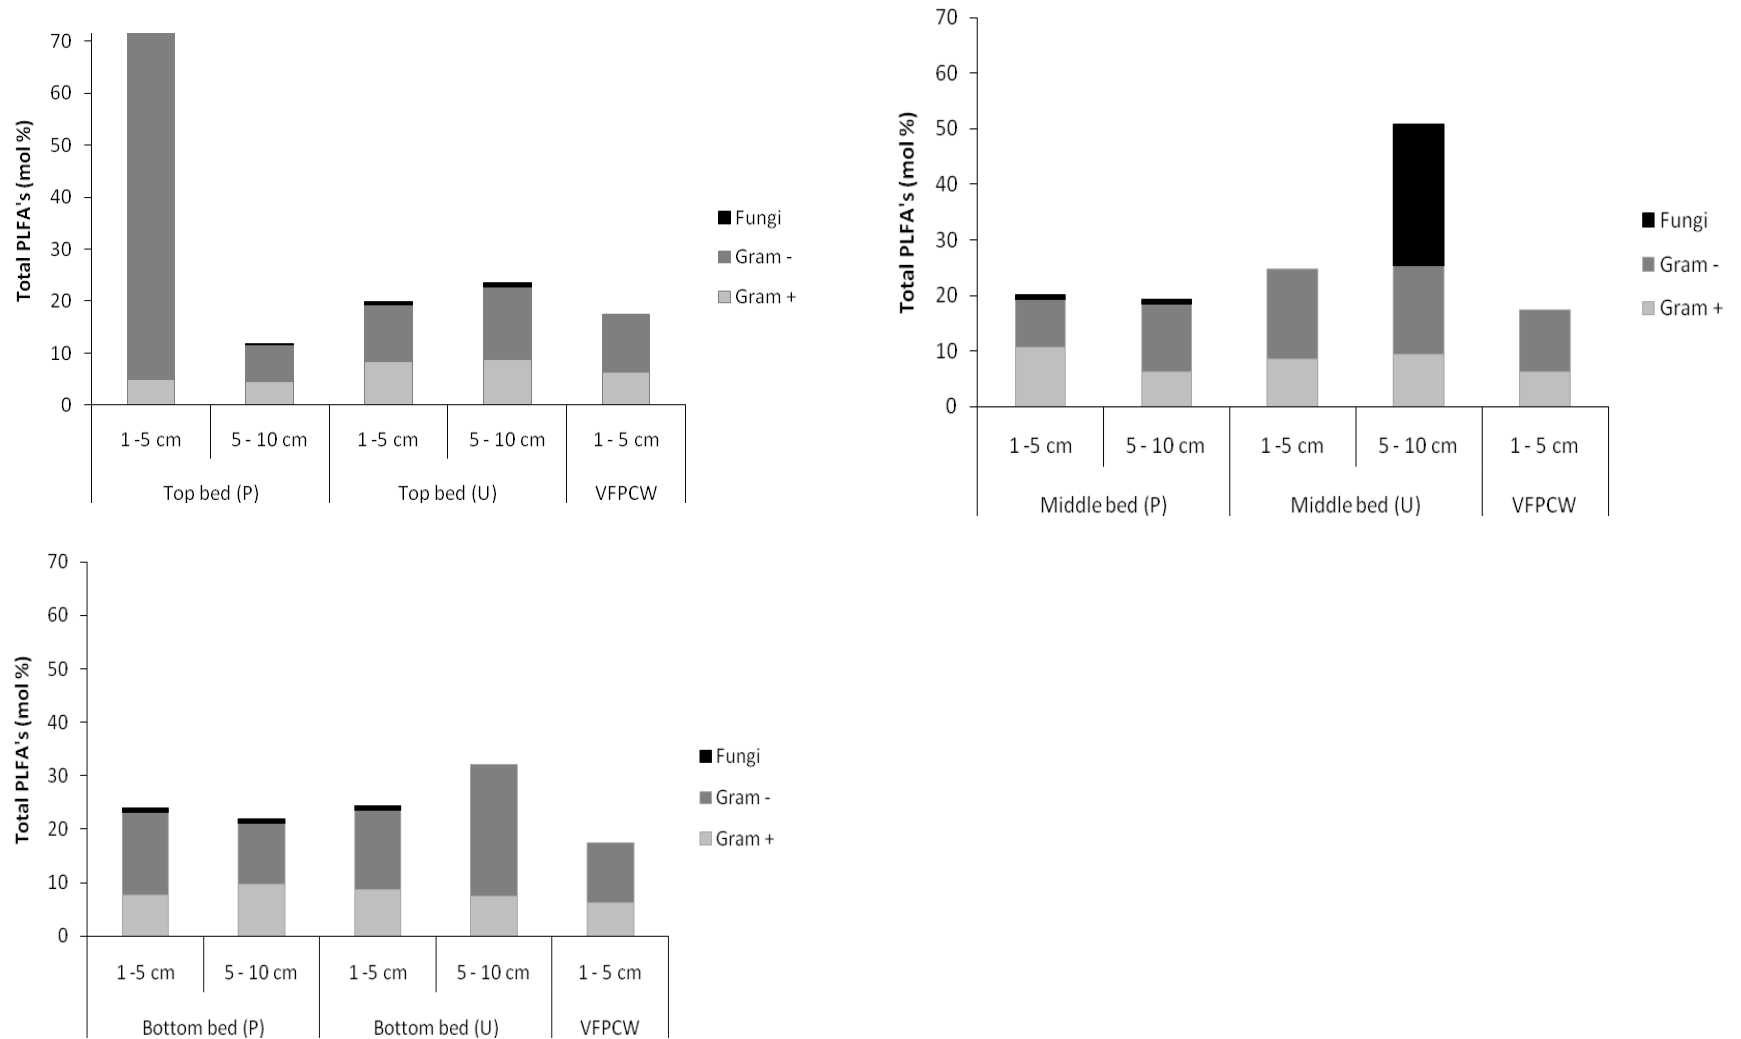 Total PLFA's (mol %)
70
60
50
40
30
20
10
0
Fungi
Gram -
Gram +
1 -5 cm
5 - 10 cm
1 -5 cm
5 - 10 cm
1 - 5 cm
Top bed (P)
Top bed (U)
VFPCW
Total PLFA's (mol %)
70
60
50
40
30
20
10
0
Fungi
Gram -
Gram +
1 -5 cm
5 - 10 cm
1 -5 cm
5 - 10 cm
1 - 5 cm
Middle bed (P)
Middle bed (U)
VFPCW
Total PLFA's (mol %)
70
60
50
40
30
20
10
0
Fungi
Gram -
Gram +
1 -5 cm
5 - 10 cm
1 -5 cm
5 - 10 cm
1 - 5 cm
Bottom bed (P)
Bottom bed (U)
VFPCW